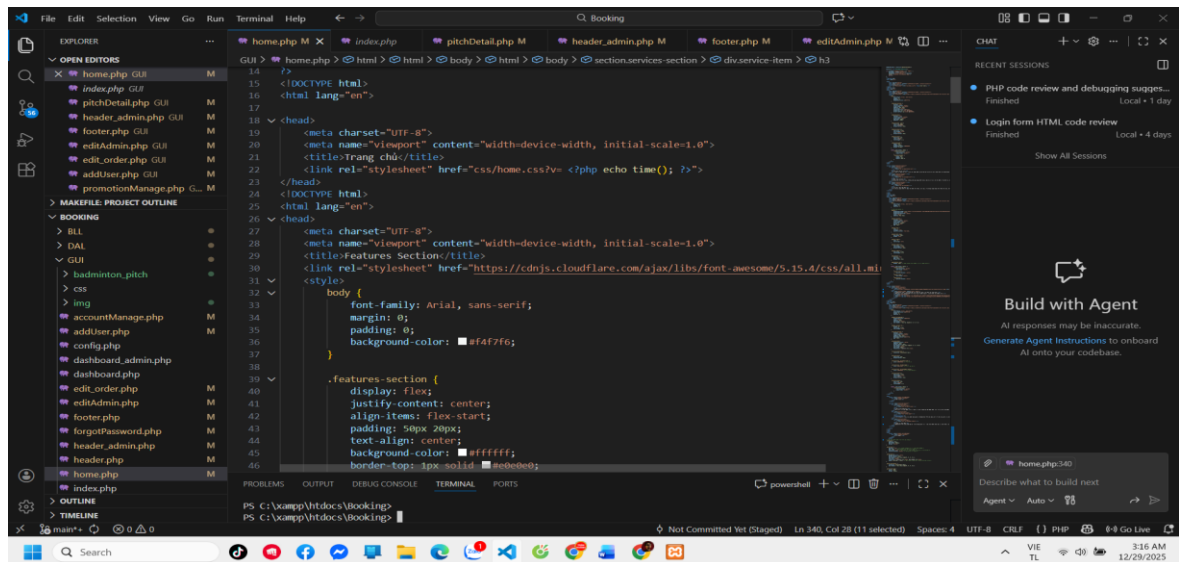 File Edit Selection View Go Run Terminal Help Booking
EXPLORER
OPEN EDITORS
home.php GUI M
index.php GUI
pitchDetail.php GUI M
header_admin.php GUI M
footer.php GUI M
editAdmin.php GUI M
edit_order.php GUI M
addUser.php GUI M
promotionManage.php G... M
MAKEFILE: PROJECT OUTLINE
BOOKING
BLL
DAL
GUI
badminton_pitch
css
img
accountManage.php M
addUser.php M
config.php
dashboard_admin.php
dashboard.php
edit_order.php M
editAdmin.php M
footer.php M
forgotPassword.php M
header_admin.php M
header.php M
home.php M
index.php
OUTLINE
TIMELINE
56
home.php M index.php pitchDetail.php M header_admin.php M footer.php M editAdmin.php M
GUI > home.php > html > html > body > html > body > section.services-section > div.service-item > h3
14 ?>
15 <!DOCTYPE html>
16 <html lang="en">
17
18 <head>
19 <meta charset="UTF-8">
20 <meta name="viewport" content="width=device-width, initial-scale=1.0">
21 <title>Trang chủ</title>
22 <link rel="stylesheet" href="css/home.css?v= <?php echo time(); ?>">
23 </head>
24 <!DOCTYPE html>
25 <html lang="en">
26 <head>
27 <meta charset="UTF-8">
28 <meta name="viewport" content="width=device-width, initial-scale=1.0">
29 <title>Features Section</title>
30 <link rel="stylesheet" href="https://cdnjs.cloudflare.com/ajax/libs/font-awesome/5.15.4/css/all.mi
31 <style>
32 body {
33 font-family: Arial, sans-serif;
34 margin: 0;
35 padding: 0;
36 background-color: #f4f7f6;
37 }
38
39 .features-section {
40 display: flex;
41 justify-content: center;
42 align-items: flex-start;
43 padding: 50px 20px;
44 text-align: center;
45 background-color: #ffffff;
46 border-top: 1px solid #e0e0e0;
PROBLEMS OUTPUT DEBUG CONSOLE TERMINAL PORTS powershell
PS C:\xampp\htdocs\Booking>
PS C:\xampp\htdocs\Booking>
CHAT
RECENT SESSIONS
PHP code review and debugging sugges...
Finished Local • 1 day
Login form HTML code review
Finished Local • 4 days
Show All Sessions
Build with Agent
AI responses may be inaccurate.
Generate Agent Instructions to onboard
AI onto your codebase.
home.php:340
Describe what to build next
Agent Auto
main*+ 0 0 Not Committed Yet (Staged) Ln 340, Col 28 (11 selected) Spaces: 4 UTF-8 CRLF {} PHP Go Live
Search VIE 3:16 AM
TL 12/29/2025